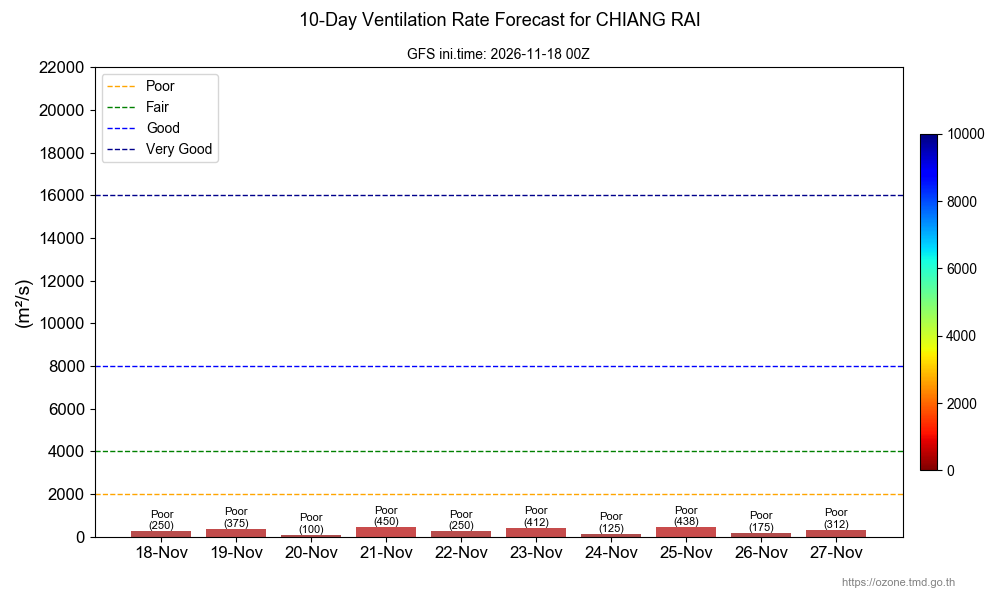 10-Day Ventilation Rate Forecast for CHIANG RAI
GFS ini.time: 2026-11-18 00Z
(m²/s)
22000
20000
18000
16000
14000
12000
10000
8000
6000
4000
2000
0
Poor
Fair
Good
Very Good
Poor
(250)
Poor
(375)
Poor
(100)
Poor
(450)
Poor
(250)
Poor
(412)
Poor
(125)
Poor
(438)
Poor
(175)
Poor
(312)
18-Nov 19-Nov 20-Nov 21-Nov 22-Nov 23-Nov 24-Nov 25-Nov 26-Nov 27-Nov
10000
8000
6000
4000
2000
0
https://ozone.tmd.go.th